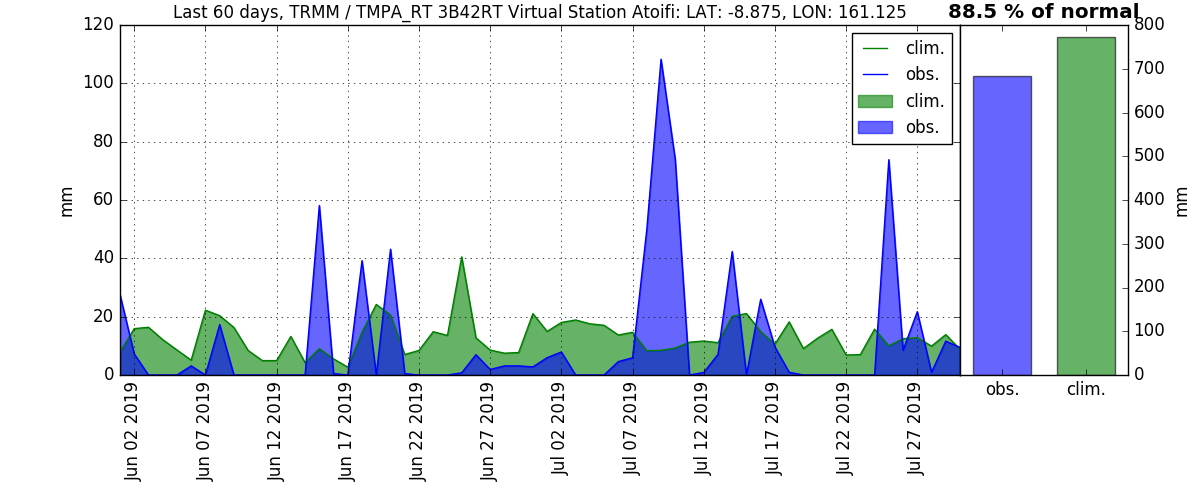 Last 60 days, TRMM / TMPA_RT 3B42RT Virtual Station Atoifi: LAT: -8.875, LON: 161.125
88.5 % of normal
120
100
80
60
40
20
0
mm
clim.
obs.
clim.
obs.
Jun 02 2019
Jun 07 2019
Jun 12 2019
Jun 17 2019
Jun 22 2019
Jun 27 2019
Jul 02 2019
Jul 07 2019
Jul 12 2019
Jul 17 2019
Jul 22 2019
Jul 27 2019
800
700
600
500
400
300
200
100
0
mm
obs.
clim.